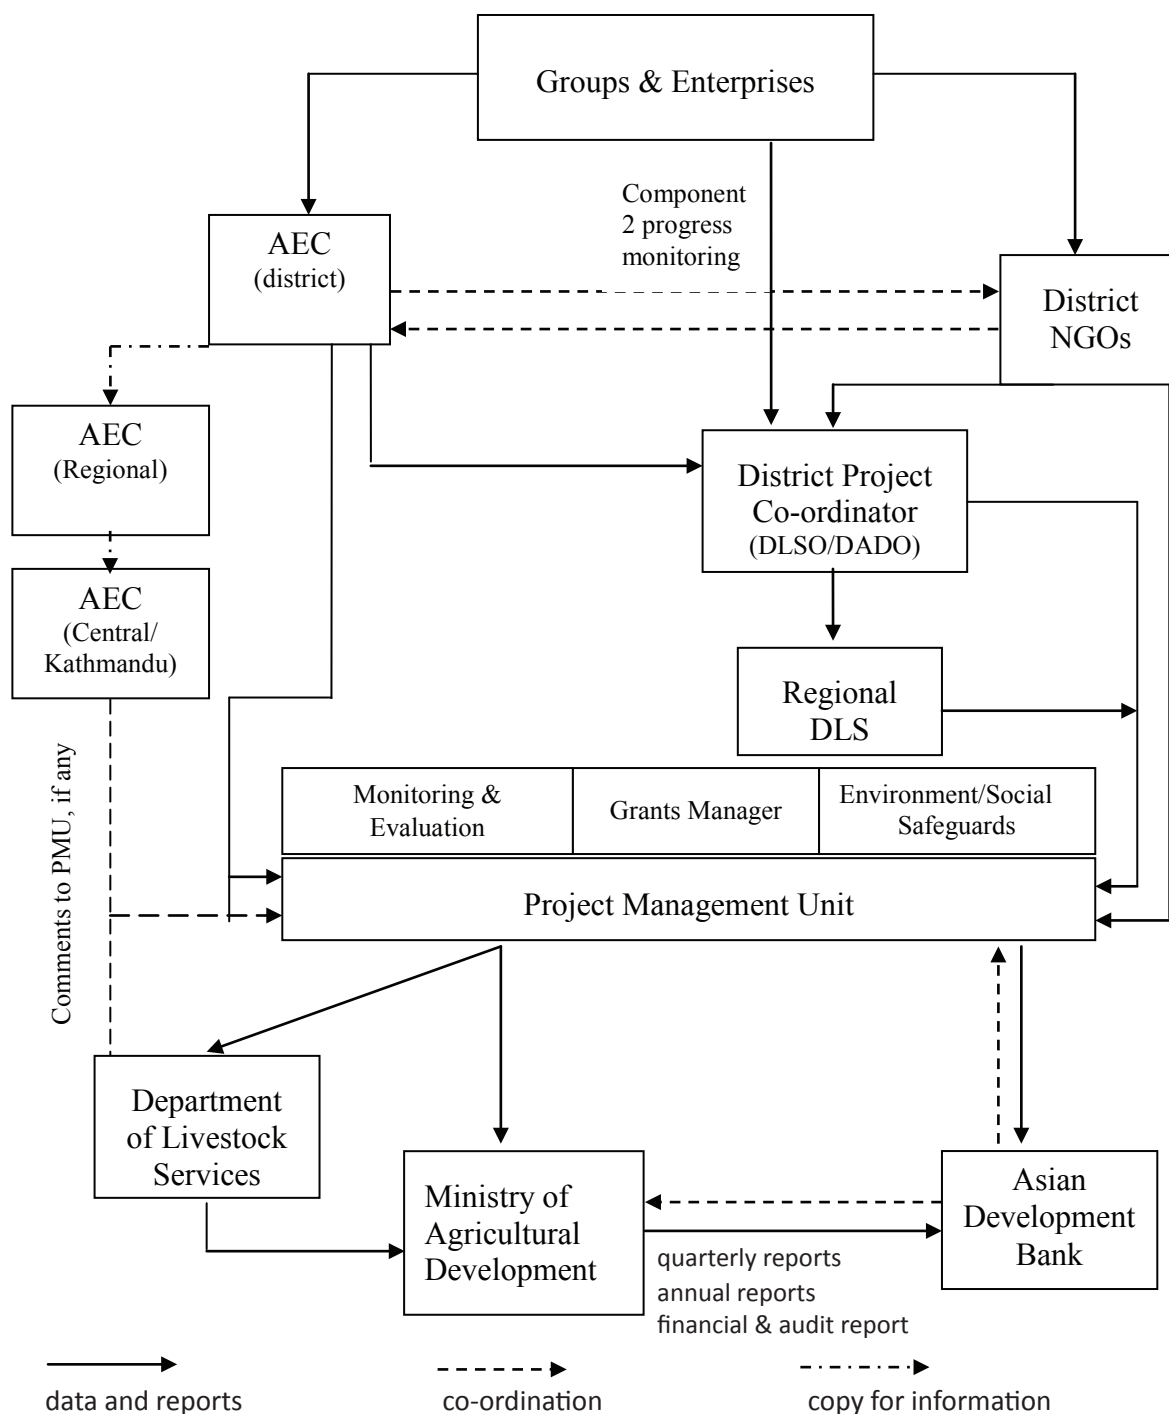 Groups & Enterprises
Component
2 progress
monitoring
AEC
(district)
District
NGOs
AEC
(Regional)
District Project
Co-ordinator
(DLSO/DADO)
AEC
(Central/
Kathmandu)
Regional
DLS
Comments to PMU, if any
Monitoring &
Evaluation
Grants Manager
Environment/Social
Safeguards
Project Management Unit
Department
of Livestock
Services
Ministry of
Agricultural
Development
Asian
Development
Bank
quarterly reports
annual reports
financial & audit report
data and reports
co-ordination
copy for information